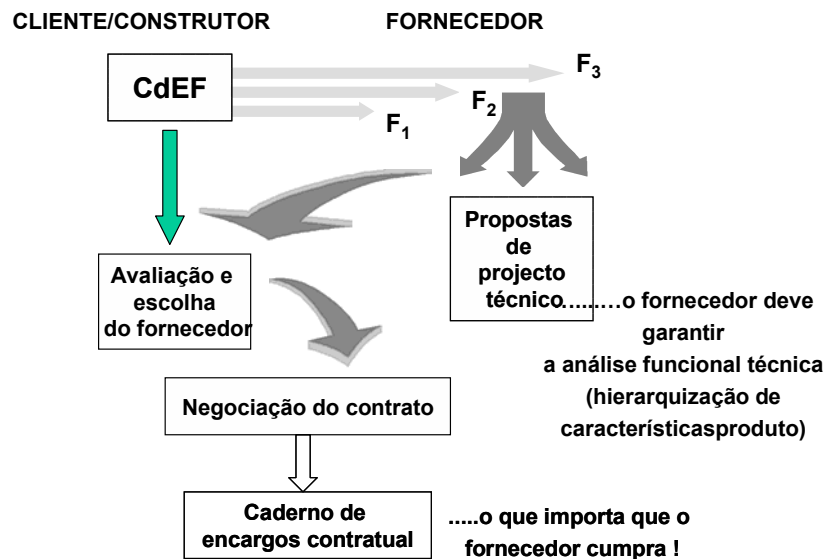 CLIENTE/CONSTRUTOR
FORNECEDOR
CdEF
F3
F2
F1
Propostas
de
projecto
técnico
.........o fornecedor deve
garantir
a análise funcional técnica
(hierarquização de
característicasproduto)
Avaliação e
escolha
do fornecedor
Negociação do contrato
Caderno de
encargos contratual
.....o que importa que o
fornecedor cumpra !